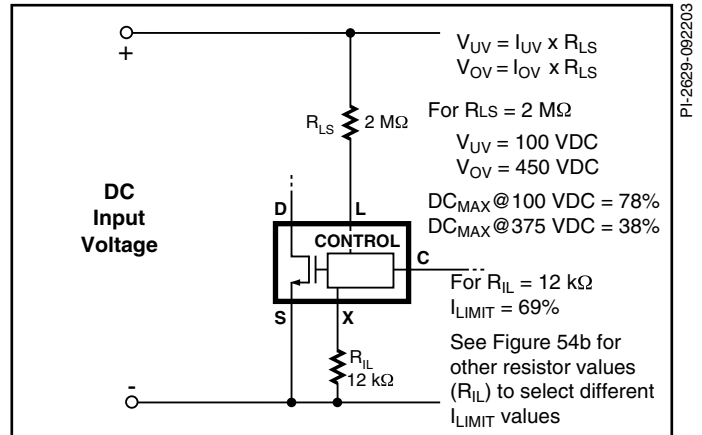 PI-2629-092203
+
V_UV = I_UV x R_LS
V_OV = I_OV x R_LS
For R_LS = 2 MΩ
V_UV = 100 VDC
V_OV = 450 VDC
DC_MAX@100 VDC = 78%
DC_MAX@375 VDC = 38%
R_LS 2 MΩ
DC
Input
Voltage
D
L
CONTROL
C
S
X
For R_IL = 12 kΩ
I_LIMIT = 69%
See Figure 54b for
other resistor values
(R_IL) to select different
I_LIMIT values
R_IL
12 kΩ
-